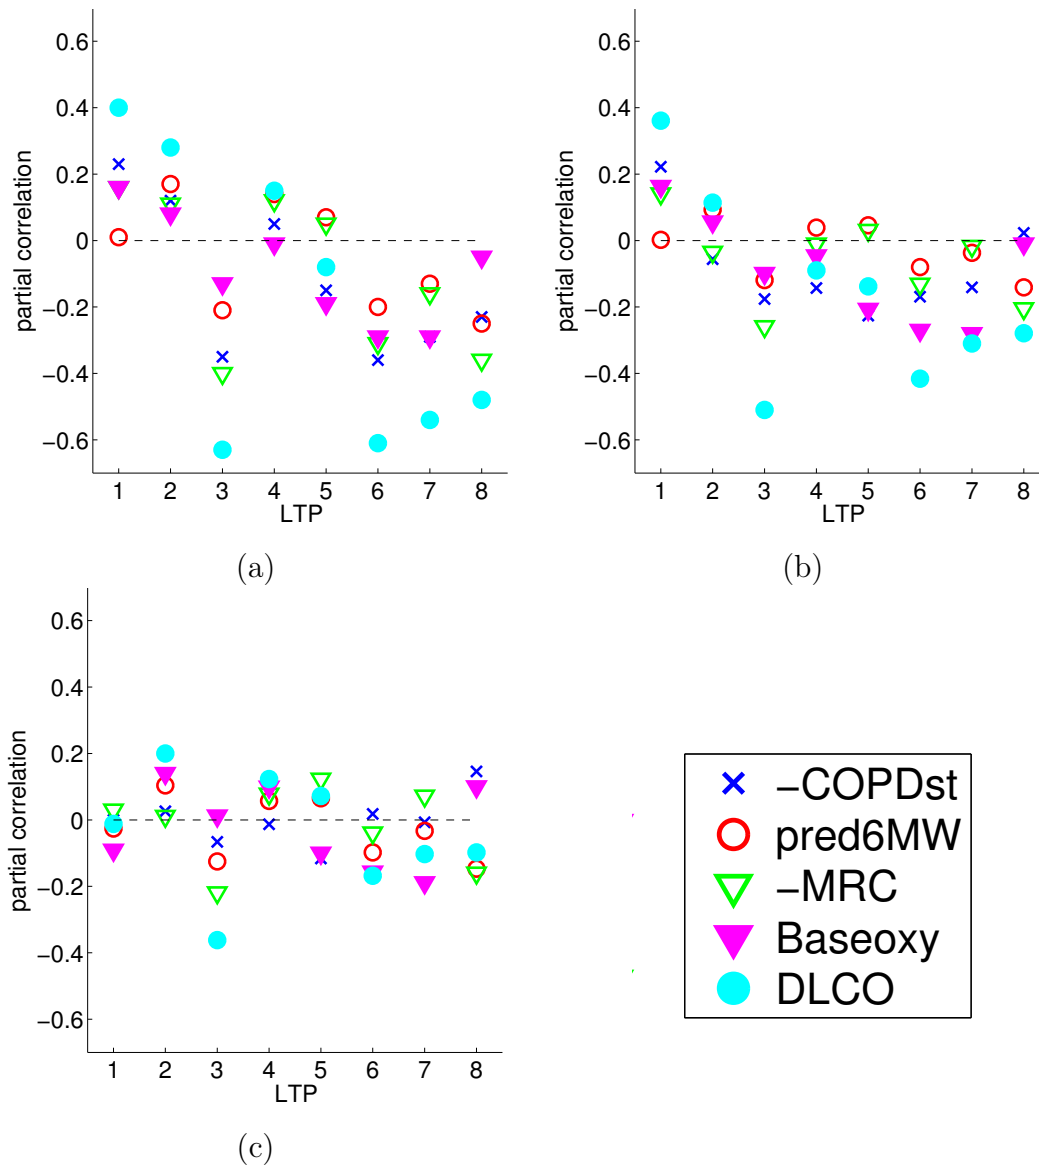 0.6
0.4
0.2
0
−0.2
−0.4
−0.6
partial correlation
1 2 3 4 5 6 7 8
LTP
(a)
0.6
0.4
0.2
0
−0.2
−0.4
−0.6
partial correlation
1 2 3 4 5 6 7 8
LTP
(b)
0.6
0.4
0.2
0
−0.2
−0.4
−0.6
partial correlation
1 2 3 4 5 6 7 8
LTP
(c)
−COPDst
pred6MW
−MRC
Baseoxy
DLCO